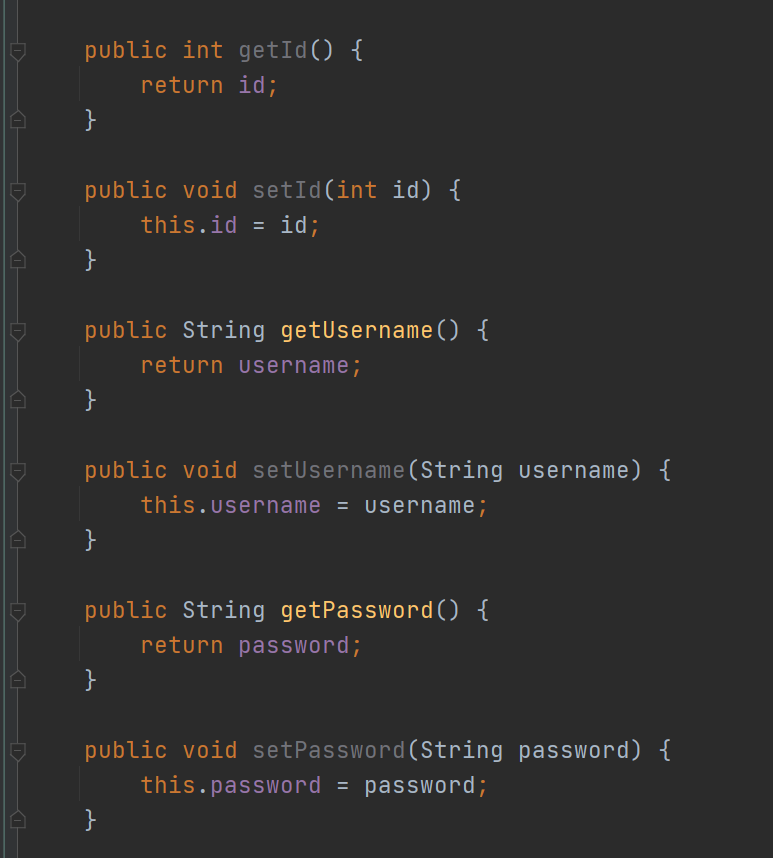 public int getId() {
return id;
}
public void setId(int id) {
this.id = id;
}
public String getUsername() {
return username;
}
public void setUsername(String username) {
this.username = username;
}
public String getPassword() {
return password;
}
public void setPassword(String password) {
this.password = password;
}